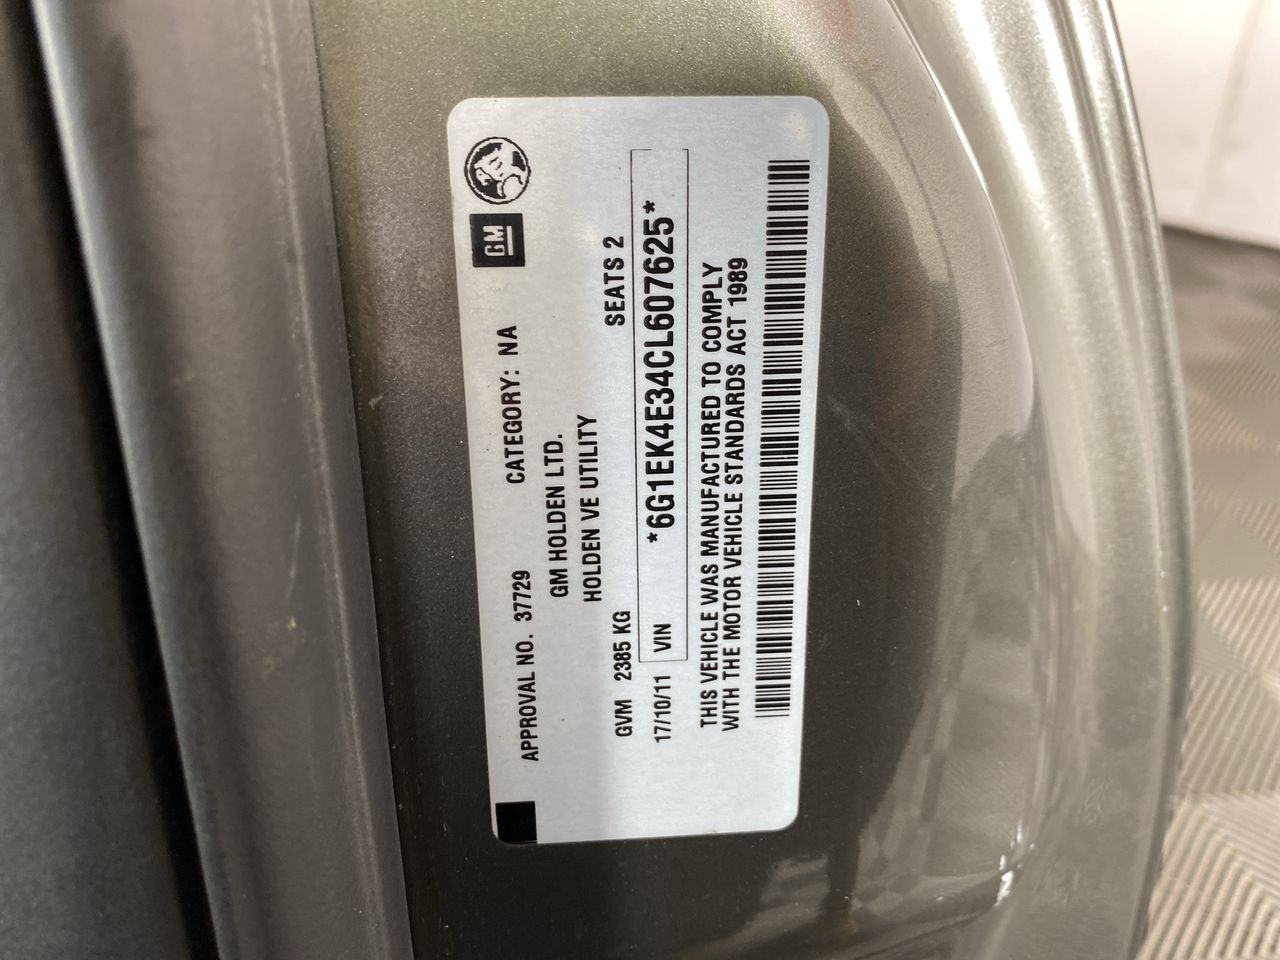 APPROVAL NO. 37729 CATEGORY: NA GM
GM HOLDEN LTD.
HOLDEN VE UTILITY
GVM 2385 KG SEATS 2
17/10/11 VIN *6G1EK4E34CL607625*
THIS VEHICLE WAS MANUFACTURED TO COMPLY
WITH THE MOTOR VEHICLE STANDARDS ACT 1989